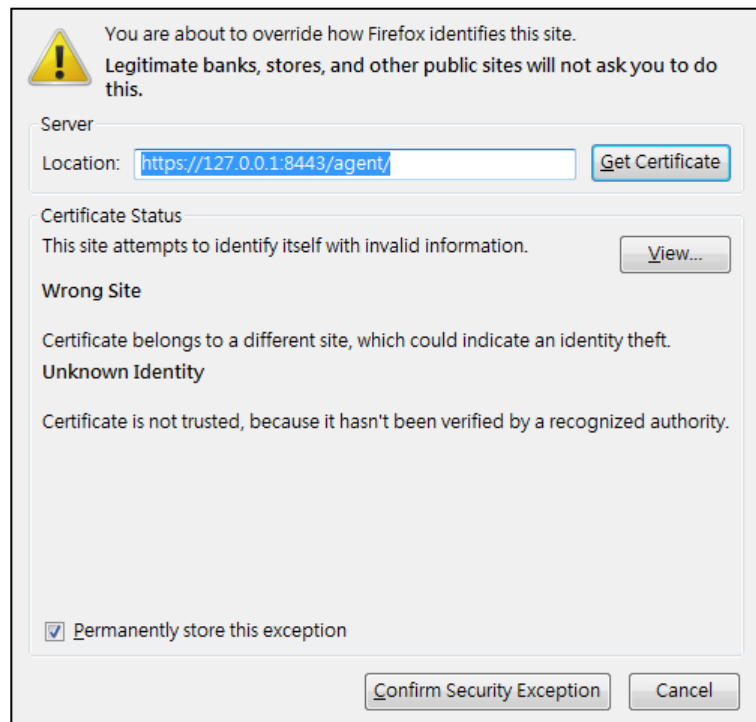 You are about to override how Firefox identifies this site.
Legitimate banks, stores, and other public sites will not ask you to do
this.
Server
Location: https://127.0.0.1:8443/agent/ Get Certificate
Certificate Status
This site attempts to identify itself with invalid information. View...
Wrong Site
Certificate belongs to a different site, which could indicate an identity theft.
Unknown Identity
Certificate is not trusted, because it hasn't been verified by a recognized authority.
Permanently store this exception
Confirm Security Exception Cancel